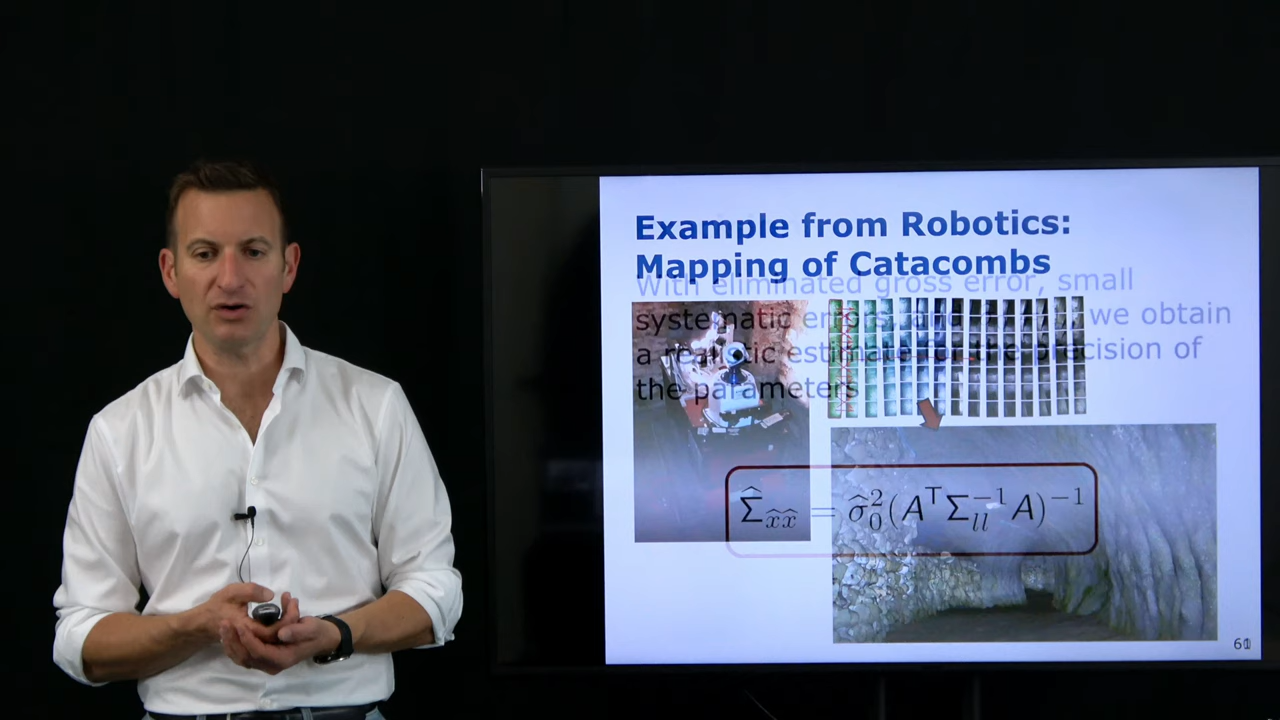 Example from Robotics:
Mapping of Catacombs
With eliminated gross error, small
systematic errors, and we obtain
a realistic estimate for the precision of
the parameters
$\widehat{\Sigma}_{\widehat{x}\widehat{x}} = \widehat{\sigma}_0^2 (A^{\mathsf{T}} \Sigma_{ll}^{-1} A)^{-1}$